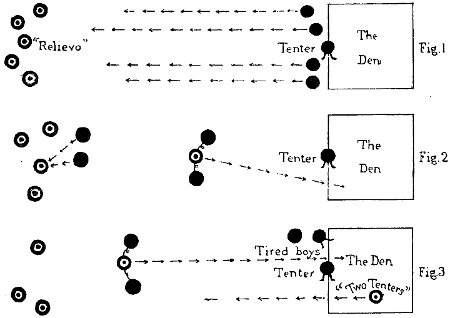 "Relievo"
Tenter
The
Den.
Fig.1
Tenter
The
Den
Fig.2
Tired boys
Tenter
The Den
"Two Tenters"
Fig.3